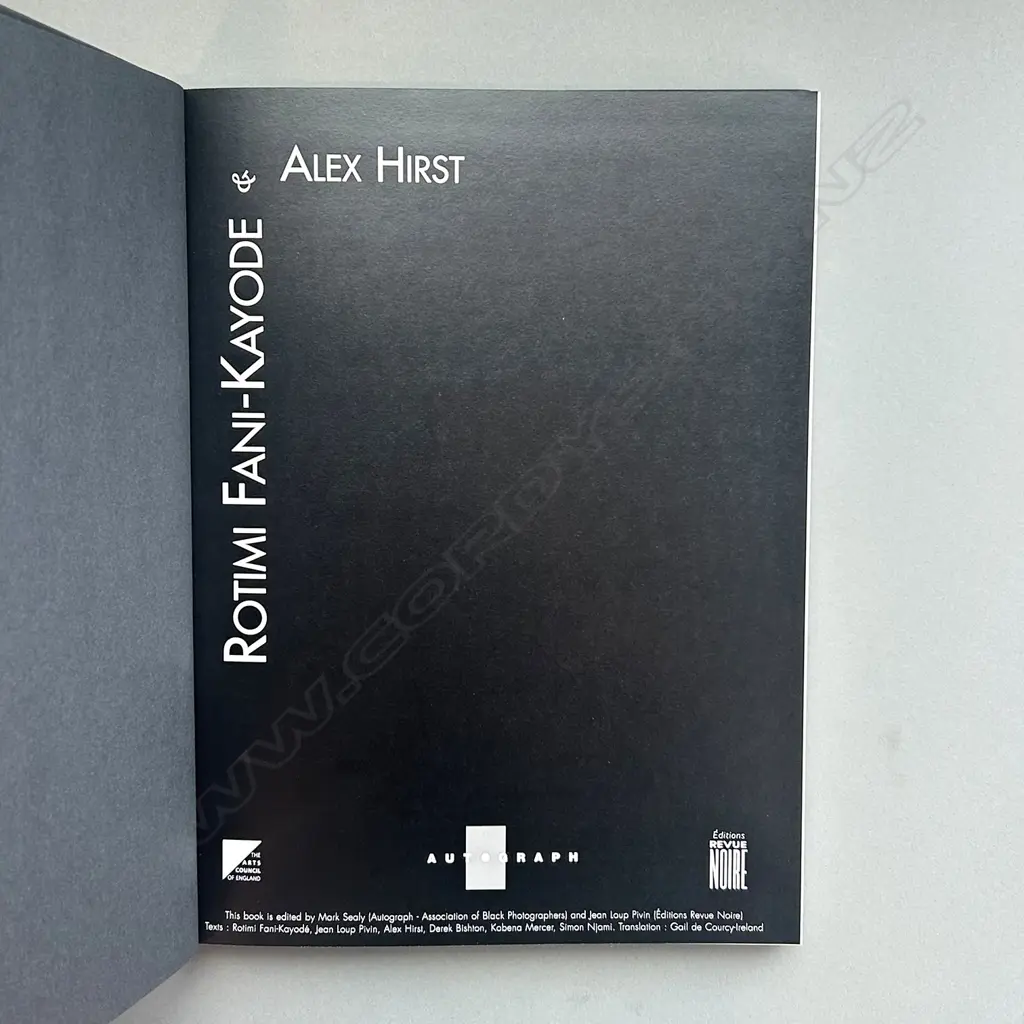 ALEX HIRST
&
ROTIMI FANI-KAYODE
THE
ARTS
COUNCIL
OF ENGLAND
AUTOGRAPH
Éditions
REVUE
NOIRE
This book is edited by Mark Sealy (Autograph - Association of Black Photographers) and Jean Loup Pivin (Éditions Revue Noire)
Texts : Rotimi Fani-Kayodé, Jean Loup Pivin, Alex Hirst, Derek Bishton, Kobena Mercer, Simon Njami. Translation : Gail de Courcy-Ireland